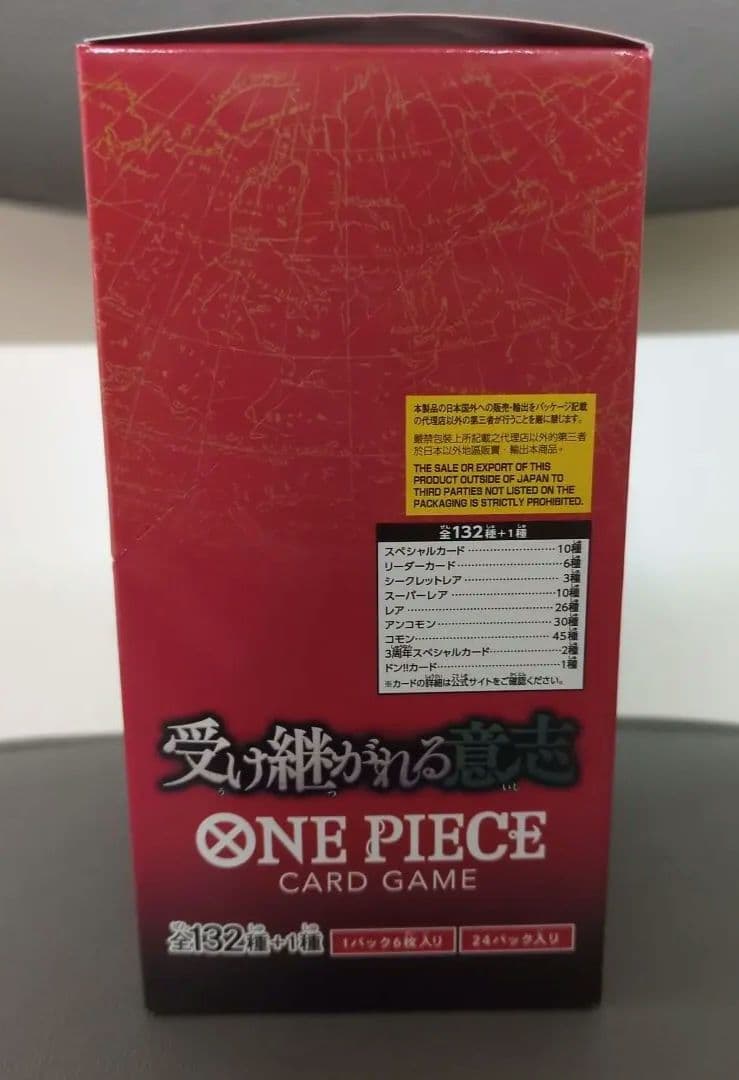 本製品の日本国外への販売・輸出をパッケージ記載
の代理店以外の第三者が行うことを厳に禁じます。
嚴禁包裝上所記載之代理店以外的第三者
於日本以外地區販賣・輸出本商品。
THE SALE OR EXPORT OF THIS
PRODUCT OUTSIDE OF JAPAN TO
THIRD PARTIES NOT LISTED ON THE
PACKAGING IS STRICTLY PROHIBITED.
全132種+1種
スペシャルカード 10種
リーダーカード 6種
シークレットレア 3種
スーパーレア 10種
レア 26種
アンコモン 30種
コモン 45種
3周年スペシャルカード 2種
ドン!!カード 1種
※カードの詳細は公式サイトをご確認ください。
受け継がれる意志
ONE PIECE
CARD GAME
全132種+1種 1パック6枚入り 24パック入り